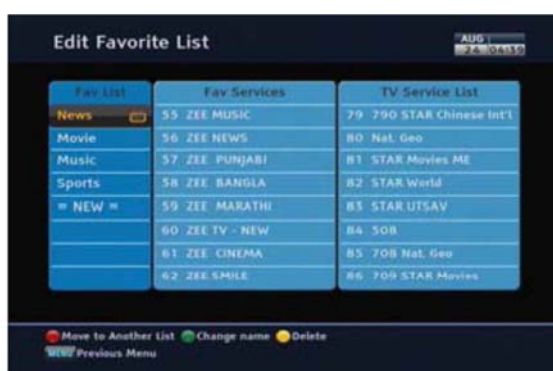 Edit Favorite List
AUG
24 04:39
Fav List
News
Movie
Music
Sports
= NEW =
Fav Services
55 ZEE MUSIC
56 ZEE NEWS
57 ZEE PUNJABI
58 ZEE BANGLA
59 ZEE MARATHI
60 ZEE TV - NEW
61 ZEE CINEMA
62 ZEE SMILE
TV Service List
79 790 STAR Chinese Int'l
80 Nat. Geo
81 STAR Movies ME
82 STAR World
83 STAR UTSAV
84 508
85 708 Nat. Geo
86 709 STAR Movies
Move to Another List Change name Delete
MENU Previous Menu